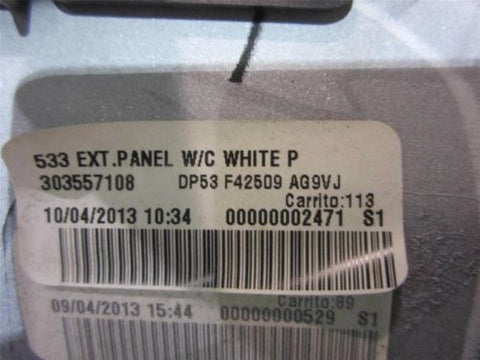 533 EXT.PANEL W/C WHITE P
303557108 DP53 F42509 AG9VJ
Carrito:113
10/04/2013 10:34 00000002471 S1
Carrito:89
09/04/2013 15:44 00000000529 S1